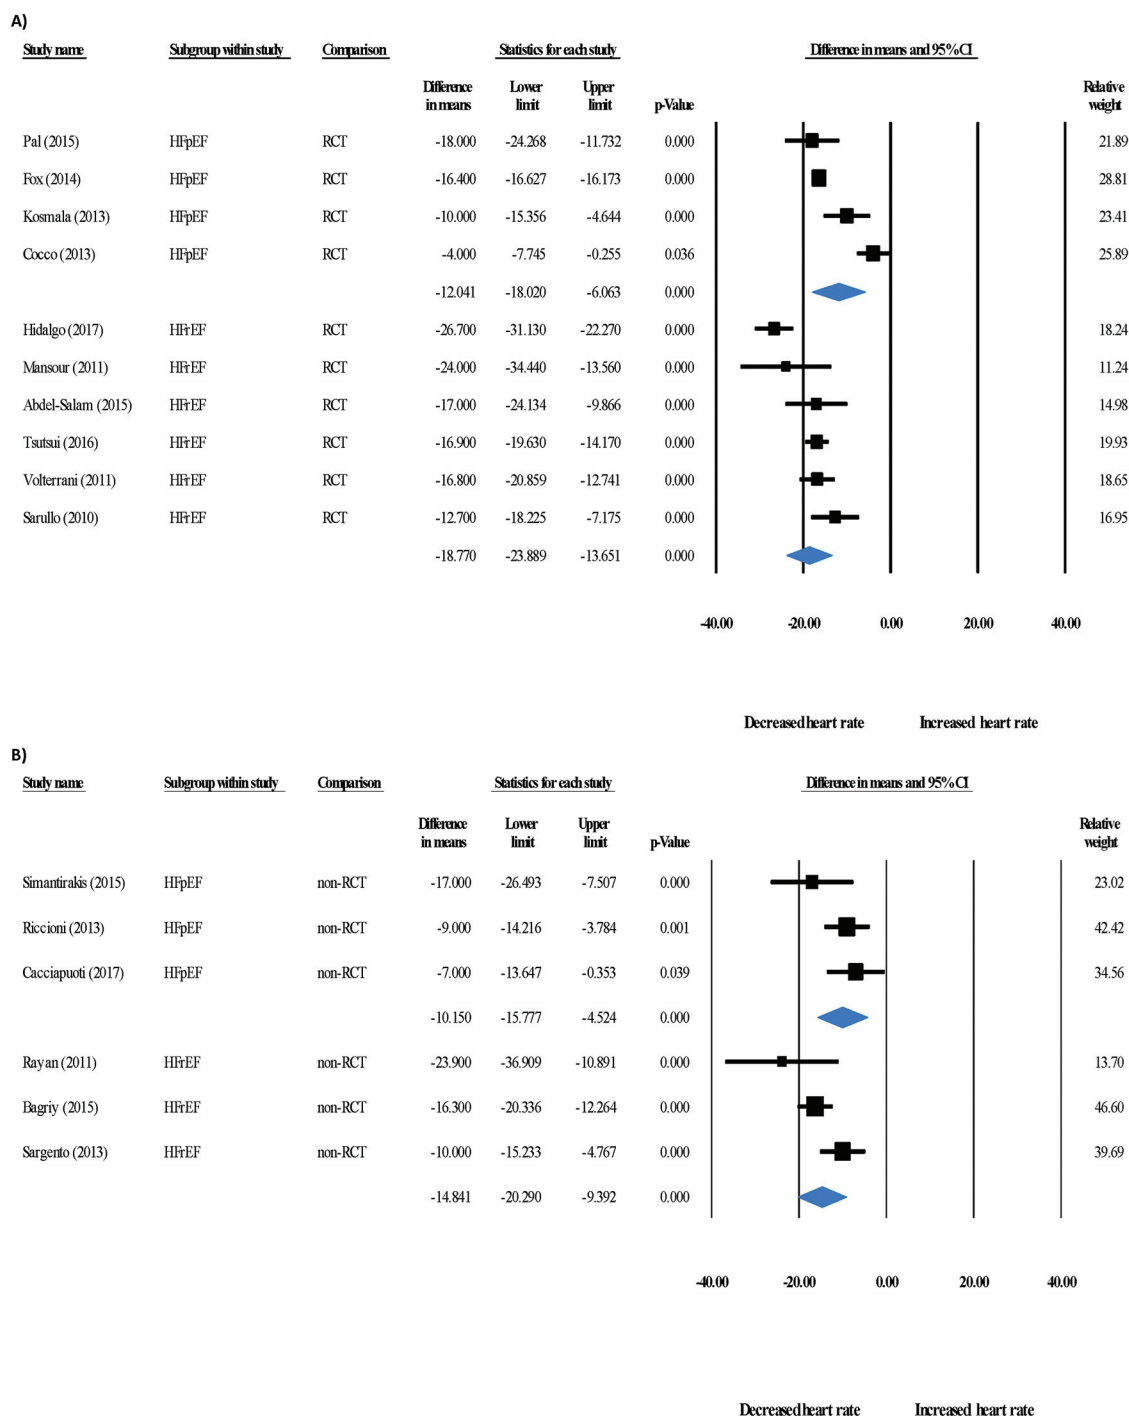 A)
Study name Subgroup within study Comparison Statistics for each study Difference in means and 95% CI
Difference in means Lower limit Upper limit p-Value Relative weight
Pal (2015) HFpEF RCT -18.000 -24.268 -11.732 0.000 21.89
Fox (2014) HFpEF RCT -16.400 -16.627 -16.173 0.000 28.81
Kosmala (2013) HFpEF RCT -10.000 -15.356 -4.644 0.000 23.41
Cocco (2013) HFpEF RCT -4.000 -7.745 -0.255 0.036 25.89
-12.041 -18.020 -6.063 0.000
Hidalgo (2017) HFrEF RCT -26.700 -31.130 -22.270 0.000 18.24
Mansour (2011) HFrEF RCT -24.000 -34.440 -13.560 0.000 11.24
Abdel-Salam (2015) HFrEF RCT -17.000 -24.134 -9.866 0.000 14.98
Tsutsui (2016) HFrEF RCT -16.900 -19.630 -14.170 0.000 19.93
Volterrani (2011) HFrEF RCT -16.800 -20.859 -12.741 0.000 18.65
Sarullo (2010) HFrEF RCT -12.700 -18.225 -7.175 0.000 16.95
-18.770 -23.889 -13.651 0.000
-40.00 -20.00 0.00 20.00 40.00
Decreased heart rate Increased heart rate
B)
Study name Subgroup within study Comparison Statistics for each study Difference in means and 95% CI
Difference in means Lower limit Upper limit p-Value Relative weight
Simantirakis (2015) HFpEF non-RCT -17.000 -26.493 -7.507 0.000 23.02
Riccioni (2013) HFpEF non-RCT -9.000 -14.216 -3.784 0.001 42.42
Cacciapuoti (2017) HFpEF non-RCT -7.000 -13.647 -0.353 0.039 34.56
-10.150 -15.777 -4.524 0.000
Rayan (2011) HFrEF non-RCT -23.900 -36.909 -10.891 0.000 13.70
Bagriy (2015) HFrEF non-RCT -16.300 -20.336 -12.264 0.000 46.60
Sargento (2013) HFrEF non-RCT -10.000 -15.233 -4.767 0.000 39.69
-14.841 -20.290 -9.392 0.000
-40.00 -20.00 0.00 20.00 40.00
Decreased heart rate Increased heart rate